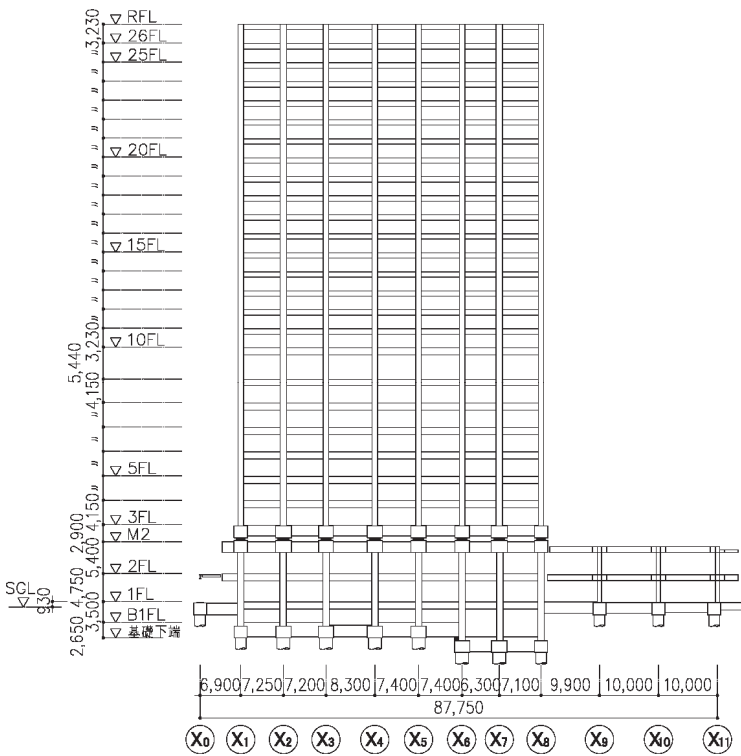 ▽ RFL
3,230
▽ 26FL
〃
▽ 25FL
〃
〃
〃
〃
〃
▽ 20FL
〃
〃
〃
〃
〃
▽ 15FL
〃
〃
〃
〃
3,230
▽ 10FL
5,440
4,150
〃
〃
〃
▽ 5FL
〃
4,150
▽ 3FL
2,900
▽ M2
5,400
▽ 2FL
4,750
SGL
▽
930
▽ 1FL
3,500
▽ B1FL
2,650
▽ 基礎下端
6,900 7,250 7,200 8,300 7,400 7,400 6,300 7,100 9,900 10,000 10,000
87,750
X0 X1 X2 X3 X4 X5 X6 X7 X8 X9 X10 X11